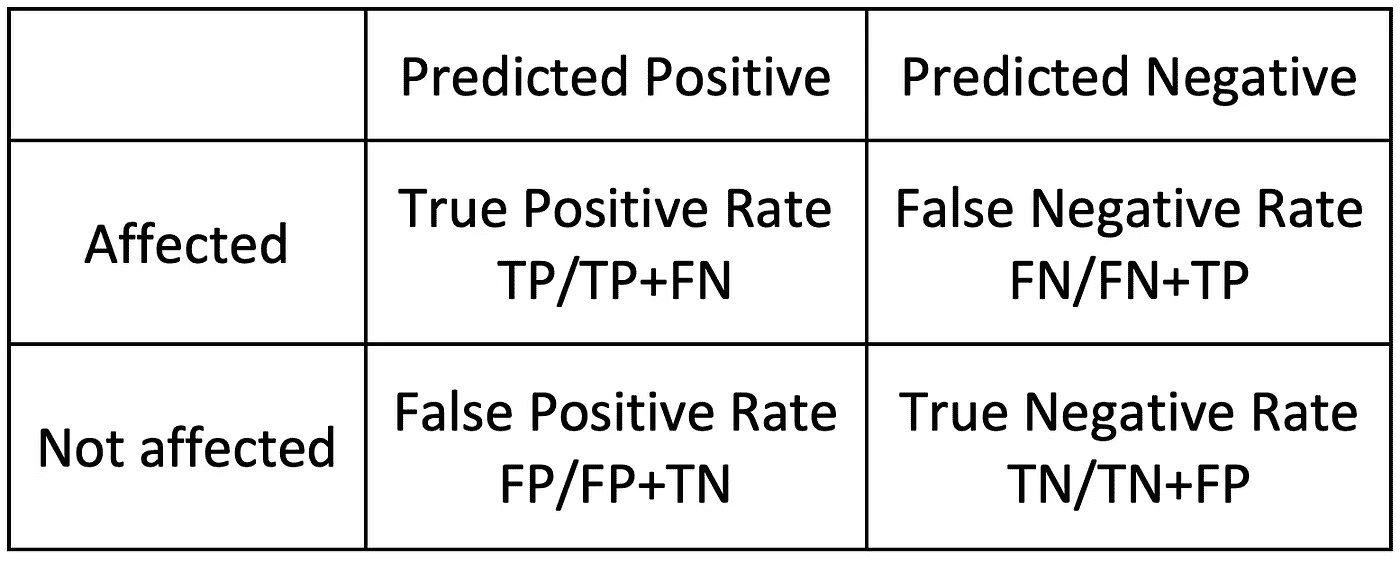 Predicted Positive
Predicted Negative
Affected
True Positive Rate
TP/TP+FN
False Negative Rate
FN/FN+TP
Not affected
False Positive Rate
FP/FP+TN
True Negative Rate
TN/TN+FP